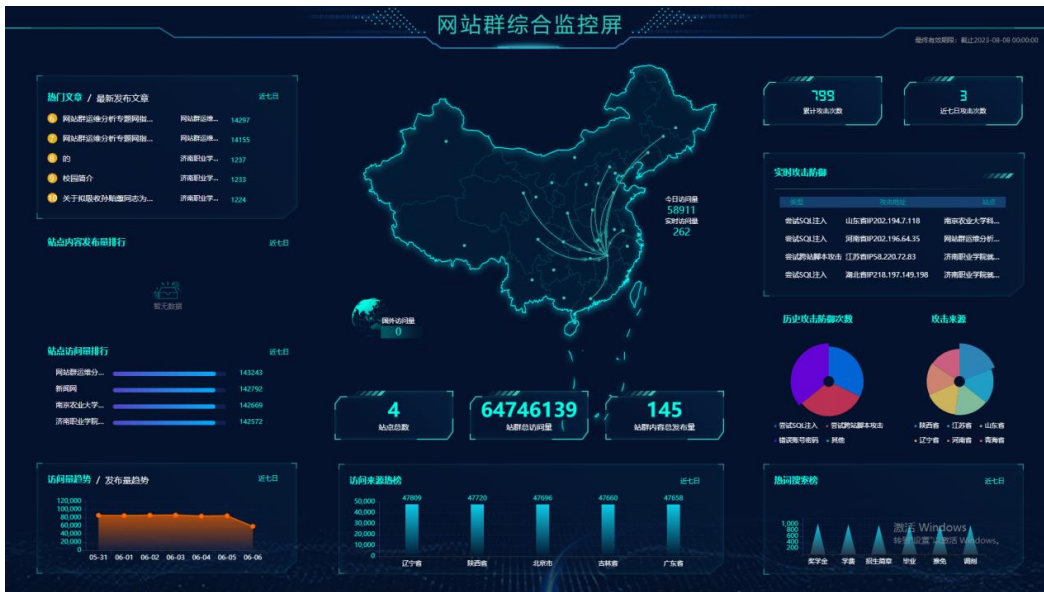 网站群综合监控屏
最终有效期限：截止2023-08-08 00:00:00
热门文章 / 最新发布文章 近七日
6 网站群运维分析专题网指... 网站群运维... 14297
7 网站群运维分析专题网指... 网站群运维... 14155
8 的 济南职业学... 1237
9 校园简介 济南职业学... 1233
10 关于拟吸收孙贻翘同志为... 济南职业学... 1224
站点内容发布量排行 近七日
暂无数据
站点访问量排行 近七日
网站群运维分... 143243
新闻网 142792
南京农业大学... 142669
济南职业学院... 142572
访问量趋势 / 发布量趋势 近七日
120,000
100,000
80,000
60,000
40,000
20,000
0
05-31 06-01 06-02 06-03 06-04 06-05 06-06
今日访问量
58911
实时访问量
262
国外访问量
0
4
站点总数
64746139
站群总访问量
145
站群内容总发布量
访问来源热榜 近七日
50,000
40,000
30,000
20,000
10,000
0
47809 47720 47696 47660 47658
辽宁省 陕西省 北京市 吉林省 广东省
799
累计攻击次数
3
近七日攻击次数
实时攻击防御
类型 攻击地址 站点
尝试SQL注入 山东省IP202.194.7.118 南京农业大学科...
尝试SQL注入 河南省IP202.196.64.35 网站群运维分析...
尝试跨站脚本攻击 江苏省IP58.220.72.83 济南职业学院就...
尝试SQL注入 湖北省IP218.197.149.198 济南职业学院就...
历史攻击防御次数
尝试SQL注入 尝试跨站脚本攻击
错误账号密码 其他
攻击来源
陕西省 江苏省 山东省
辽宁省 河南省 青海省
热词搜索榜 近七日
1,000
800
600
400
200
奖学金 学费 招生简章 毕业 推免 调剂
激活 Windows
转到"设置"以激活 Windows。